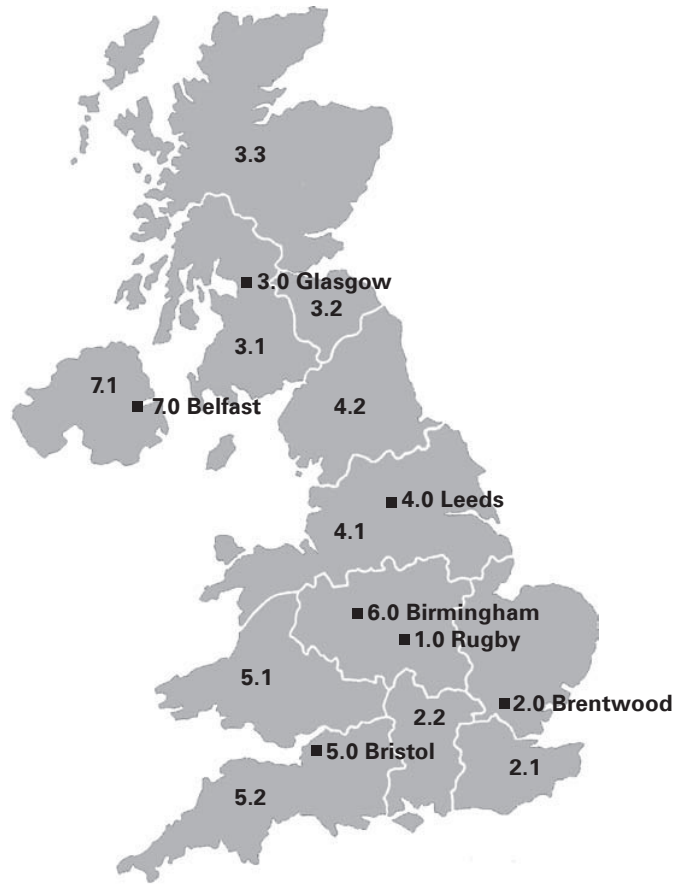 3.3
3.0 Glasgow
3.2
3.1
7.1
7.0 Belfast
4.2
4.0 Leeds
4.1
6.0 Birmingham
1.0 Rugby
5.1
2.0 Brentwood
2.2
5.0 Bristol
2.1
5.2